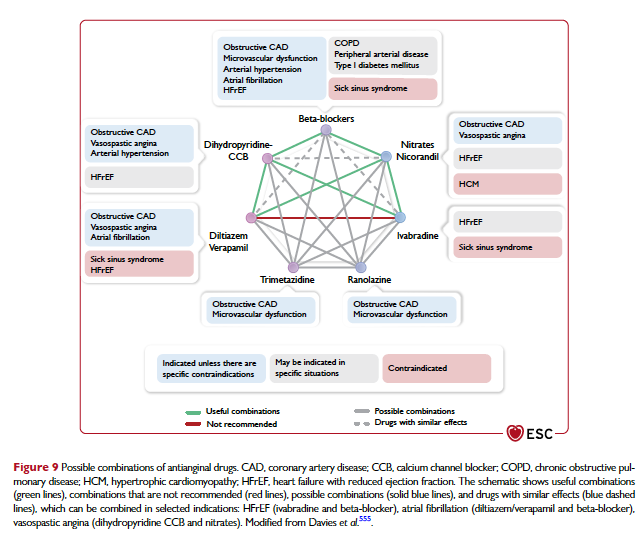 Obstructive CAD
Microvascular dysfunction
Arterial hypertension
Atrial fibrillation
HFrEF
COPD
Peripheral arterial disease
Type I diabetes mellitus
Sick sinus syndrome
Beta-blockers
Obstructive CAD
Vasospastic angina
Arterial hypertension
HFrEF
Dihydropyridine-
CCB
Nitrates
Nicorandil
Obstructive CAD
Vasospastic angina
HFrEF
HCM
Obstructive CAD
Vasospastic angina
Atrial fibrillation
Sick sinus syndrome
HFrEF
Diltiazem
Verapamil
Ivabradine
HFrEF
Sick sinus syndrome
Trimetazidine
Ranolazine
Obstructive CAD
Microvascular dysfunction
Obstructive CAD
Microvascular dysfunction
Indicated unless there are
specific contraindications
May be indicated in
specific situations
Contraindicated
Useful combinations
Not recommended
Possible combinations
Drugs with similar effects
ESC
Figure 9 Possible combinations of antianginal drugs. CAD, coronary artery disease; CCB, calcium channel blocker; COPD, chronic obstructive pul-
monary disease; HCM, hypertrophic cardiomyopathy; HFrEF, heart failure with reduced ejection fraction. The schematic shows useful combinations
(green lines), combinations that are not recommended (red lines), possible combinations (solid blue lines), and drugs with similar effects (blue dashed
lines), which can be combined in selected indications: HFrEF (ivabradine and beta-blocker), atrial fibrillation (diltiazem/verapamil and beta-blocker),
vasospastic angina (dihydropyridine CCB and nitrates). Modified from Davies et al.555.